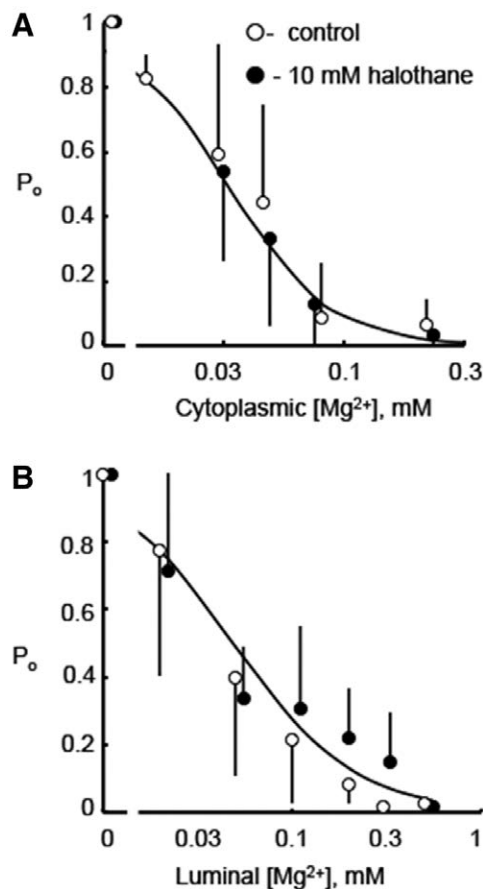 A
- control
- 10 mM halothane
1
0.8
0.6
Po
0.4
0.2
0
0 0.03 0.1 0.3
Cytoplasmic [Mg2+], mM
B
1
0.8
0.6
Po
0.4
0.2
0
0 0.03 0.1 0.3 1
Luminal [Mg2+], mM